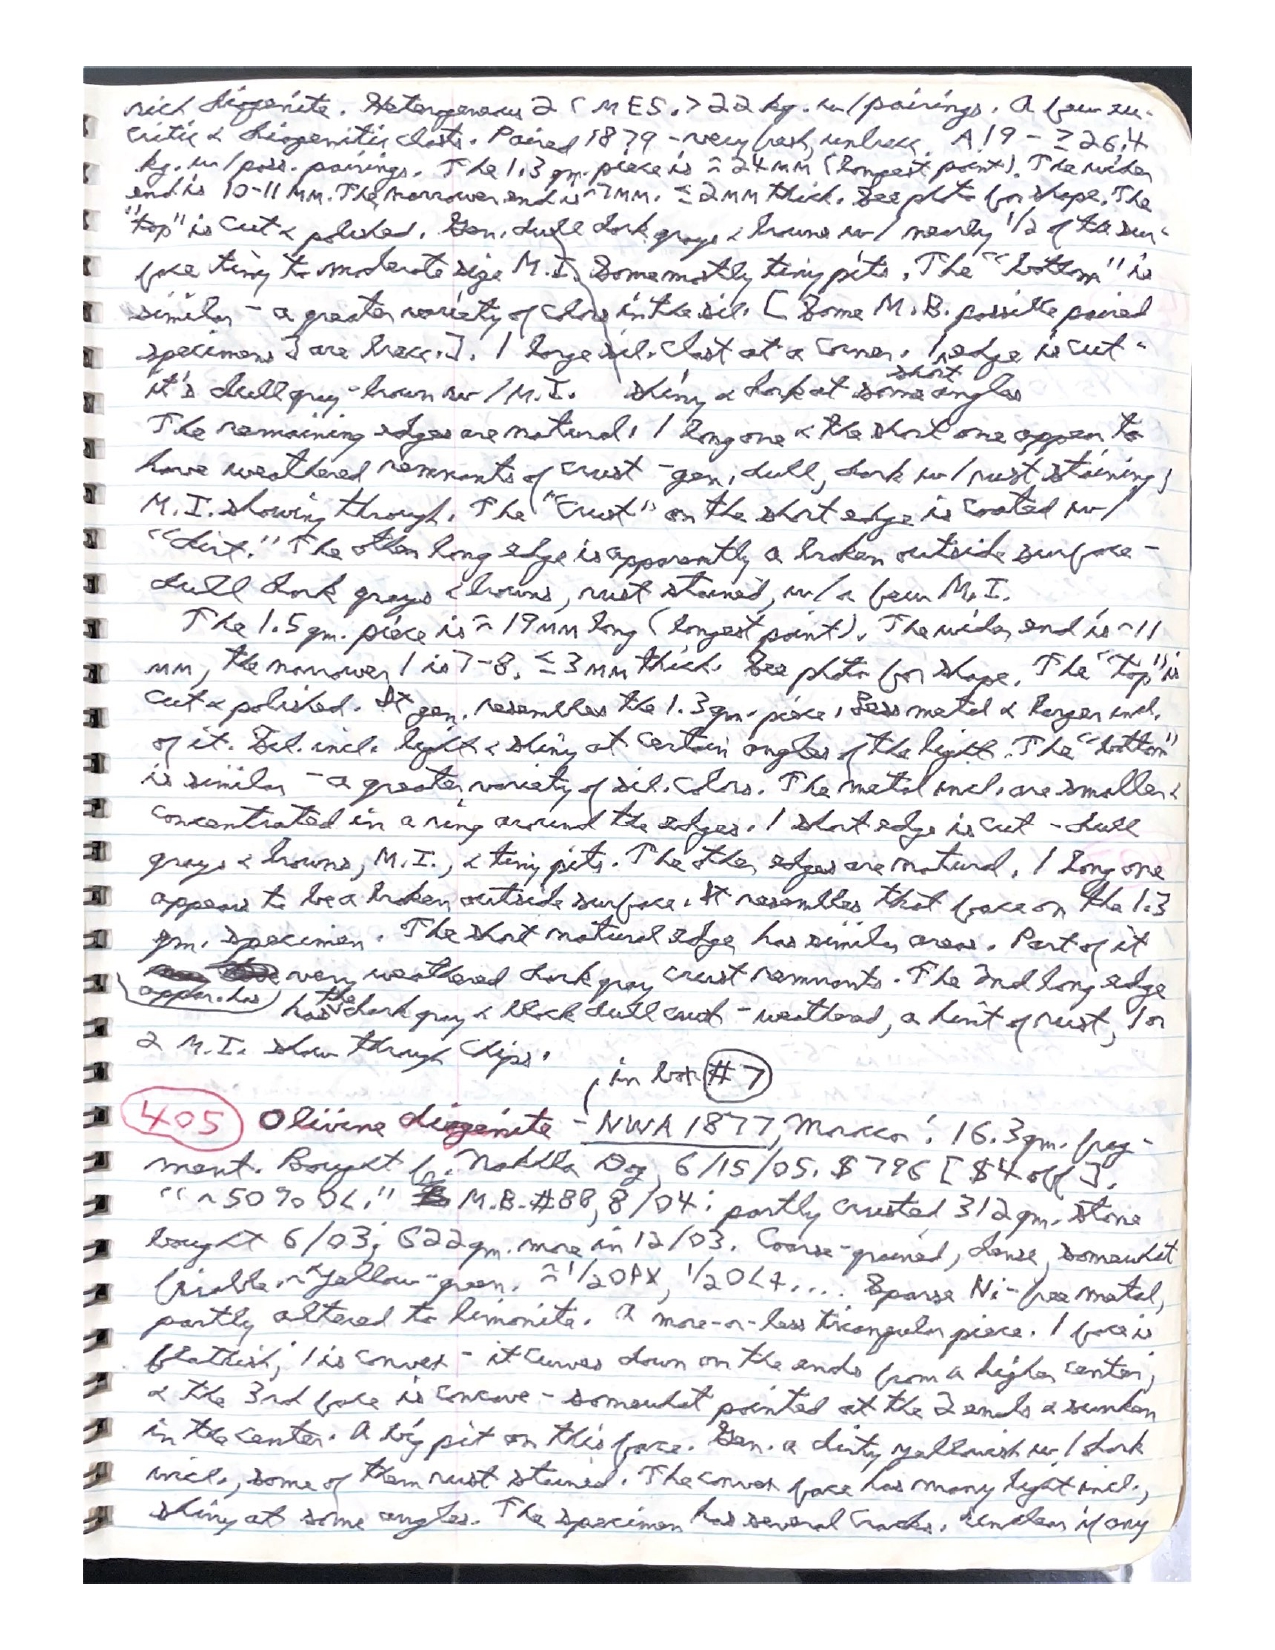 rich diogenite. Heterogeneous 2 ( MES. > 22 kg. w/pairings. A few eu-
critic & diogenitic clasts. Paired 1879 - very fresh, unbrecc. A19 - ≥ 26.4
kg. w/poss. pairings. The 1.3 gm. piece is ≈ 24 MM (longest point). The wider
end is 10-11 MM. The narrower end is ~7 MM. ≤ 2 MM thick. See photo for shape. The
"top" is cut & polished. Gen. dull dark grays & browns w/ nearly 1/2 of the sur-
face tiny to moderate size M.I. Some mostly tiny pits. The "bottom" is
similar - a greater variety of colors in the sil. [Some M.B. possible paired
specimens are brecc.]. 1 large sil. clast at a corner. 1 short edge is cut -
it's dull gray-brown w/M.I. shiny & dark at some angles
The remaining edges are natural. 1 long one & the short one appear to
have weathered remnants of crust - gen. dull, dark w/ rust staining;
M.I. showing through. The "crust" on the short edge is coated w/
"dirt." The other long edge is apparently a broken outside surface -
dull dark grays & browns, rust stained, w/ a few M.I.
The 1.5 gm. piece is ≈ 19 MM long (longest point). The wider end is ~11
MM, the narrower 1 is 7-8. ≤ 3 MM thick. See photo for shape. The "top" is
cut & polished. It gen. resembles the 1.3 gm. piece. Less metal & larger incl.
of it. Sil. incl. light & shiny at certain angles of the light. The "bottom"
is similar - a greater variety of sil. colors. The metal incl. are smaller &
concentrated in a ring around the edges. 1 short edge is cut - dull
grays & browns, M.I., & tiny pits. The other edges are natural. 1 long one
appears to be a broken outside surface. It resembles that face on the 1.3
gm. specimen. The short natural edge has similar areas. Part of it
appar. has very weathered dark gray crust remnants. The 2nd long edge
has the dark gray & black dull crust - weathered, a hint of rust, 1 or
2 M.I. show through chips.
in box #7
405 Olivine diogenite - NWA 1877, Morocco: 16.3 gm. frag-
ment. Bought fr. Nakhla Dog, 6/15/05. $796 [$4 off].
"~50% OL." M.B. #88, 8/04: partly crusted 312 gm. stone
bought 6/03; 622 gm. more in 12/03. Coarse-grained, dense, somewhat
friable. ~ Yellow-green. ≈ 1/2 OPX, 1/2 OL+.... Sparse Ni-free metal,
partly altered to limonite. A more-or-less triangular piece. 1 face is
flattish; 1 is convex - it curves down on the ends from a higher center;
& the 3rd face is concave - somewhat pointed at the 2 ends & sunken
in the center. A big pit on this face. Gen. a dirty yellowish w/ dark
incl., some of them rust stained. The convex face has many light incl.,
shiny at some angles. The specimen has several cracks. Unclear if any